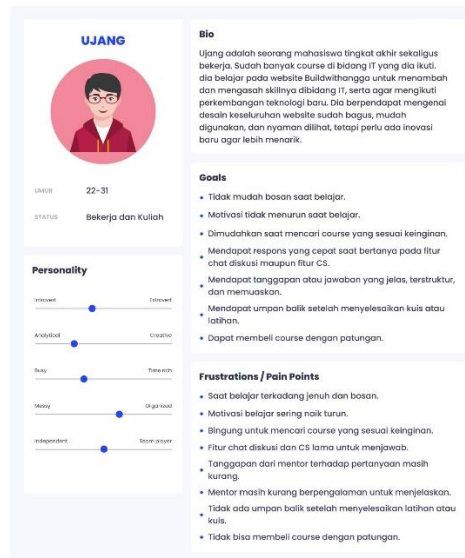 UJANG
UMUR 22-31
STATUS Bekerja dan Kuliah
Personality
Introvert Extrovert
Analytical Creative
Busy Time rich
Messy Organized
Independent Team player
Bio
Ujang adalah seorang mahasiswa tingkat akhir sekaligus
bekerja. Sudah banyak course di bidang IT yang dia ikuti.
dia belajar pada website Buildwithangga untuk menambah
dan mengasah skillnya dibidang IT, serta agar mengikuti
perkembangan teknologi baru. Dia berpendapat mengenai
desain keseluruhan website sudah bagus, mudah
digunakan, dan nyaman dilihat, tetapi perlu ada inovasi
baru agar lebih menarik.
Goals
• Tidak mudah bosan saat belajar.
• Motivasi tidak menurun saat belajar.
• Dimudahkan saat mencari course yang sesuai keinginan.
• Mendapat respons yang cepat saat bertanya pada fitur
chat diskusi maupun fitur CS.
• Mendapat tanggapan atau jawaban yang jelas, terstruktur,
dan memuaskan.
• Mendapat umpan balik setelah menyelesaikan kuis atau
latihan.
• Dapat membeli course dengan patungan.
Frustrations / Pain Points
• Saat belajar terkadang jenuh dan bosan.
• Motivasi belajar sering naik turun.
• Bingung untuk mencari course yang sesuai keinginan.
• Fitur chat diskusi dan CS lama untuk menjawab.
• Tanggapan dari mentor terhadap pertanyaan masih
kurang.
• Mentor masih kurang berpengalaman untuk menjelaskan.
• Tidak ada umpan balik setelah menyelesaikan latihan atau
kuis.
• Tidak bisa membeli course dengan patungan.